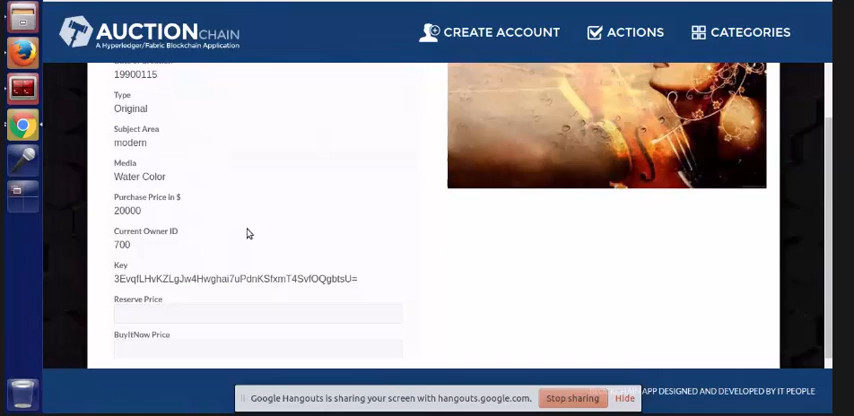 AUCTIONCHAIN
A Hyperledger/Fabric Blockchain Application
CREATE ACCOUNT
ACTIONS
CATEGORIES
19900115
Type
Original
Subject Area
modern
Media
Water Color
Purchase Price in $
20000
Current Owner ID
700
Key
3EvqfLHvKZLgJw4Hwghai7uPdnKSfxmT4SvfOQgbtsU=
Reserve Price
BuyItNow Price
APP DESIGNED AND DEVELOPED BY IT PEOPLE
Google Hangouts is sharing your screen with hangouts.google.com.
Stop sharing
Hide